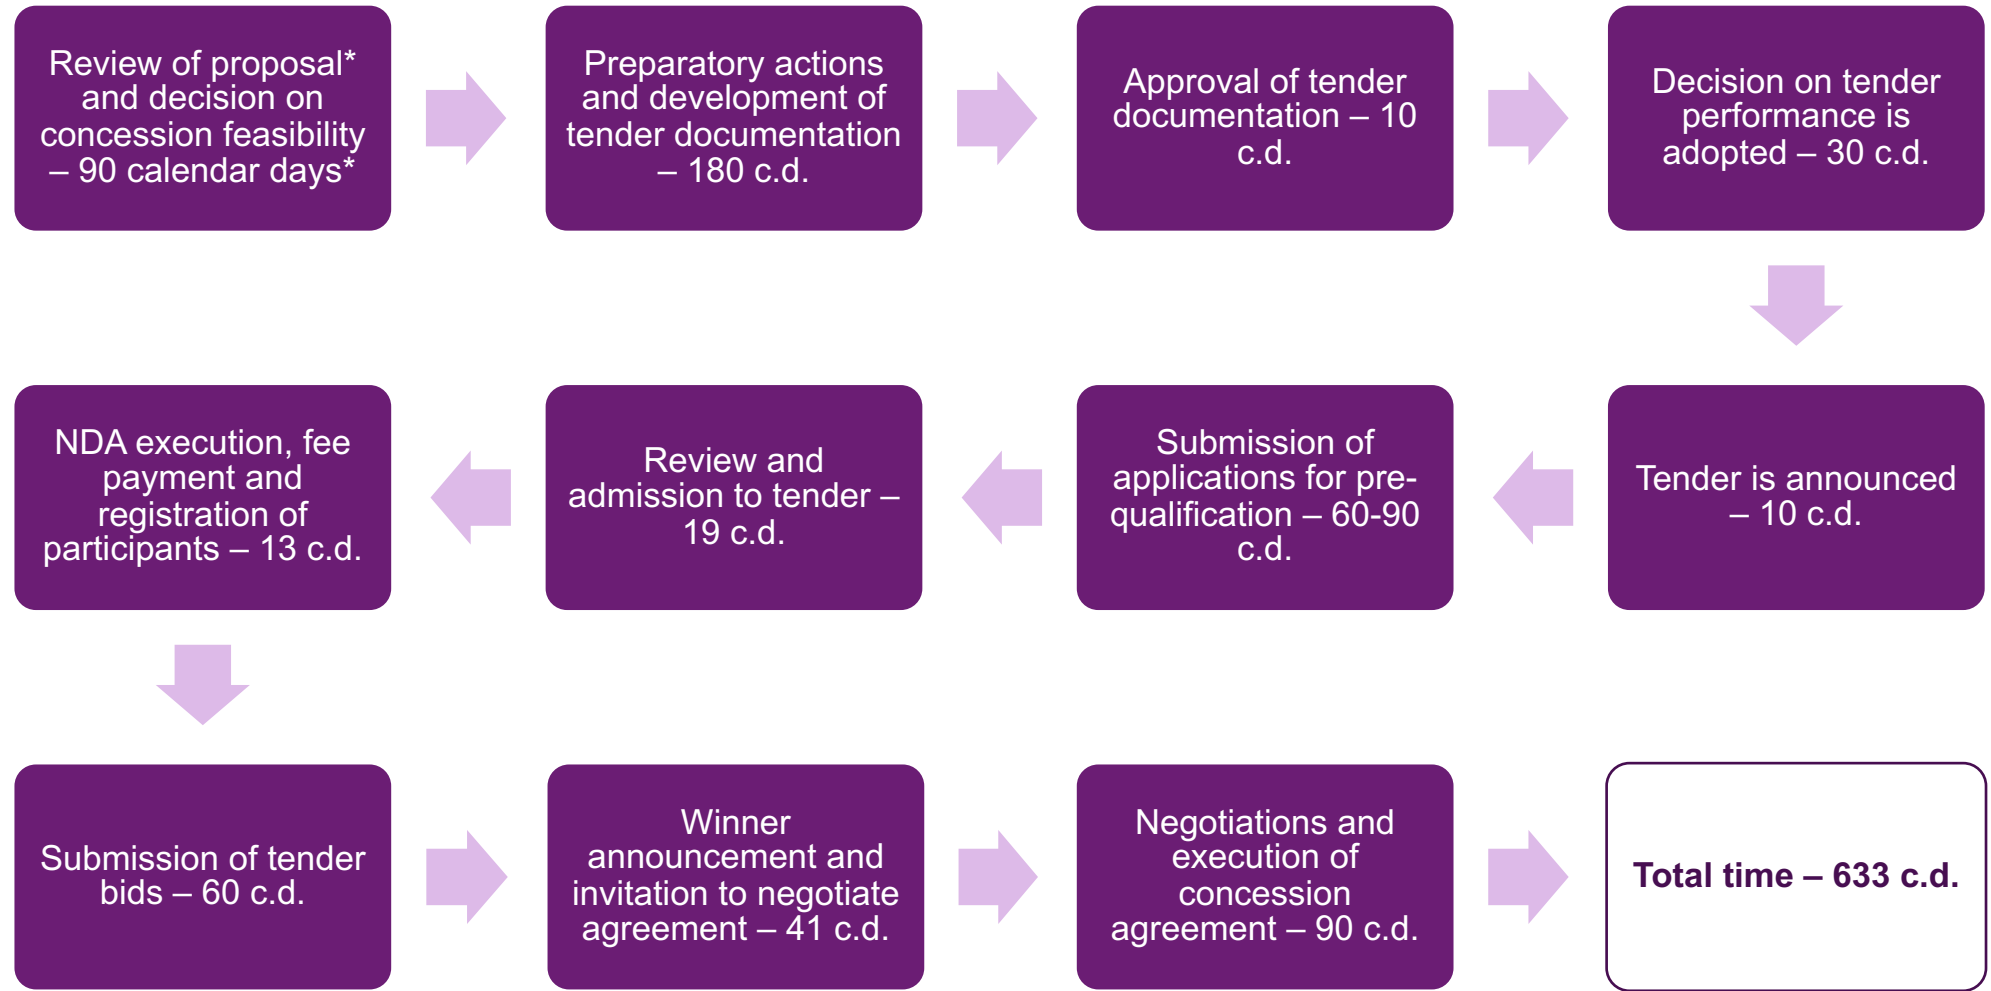 Review of proposal*
and decision on
concession feasibility
– 90 calendar days*
Preparatory actions
and development of
tender documentation
– 180 c.d.
Approval of tender
documentation – 10
c.d.
Decision on tender
performance is
adopted – 30 c.d.
Tender is announced
– 10 c.d.
Submission of
applications for pre-
qualification – 60-90
c.d.
Review and
admission to tender –
19 c.d.
NDA execution, fee
payment and
registration of
participants – 13 c.d.
Submission of tender
bids – 60 c.d.
Winner
announcement and
invitation to negotiate
agreement – 41 c.d.
Negotiations and
execution of
concession
agreement – 90 c.d.
Total time – 633 c.d.